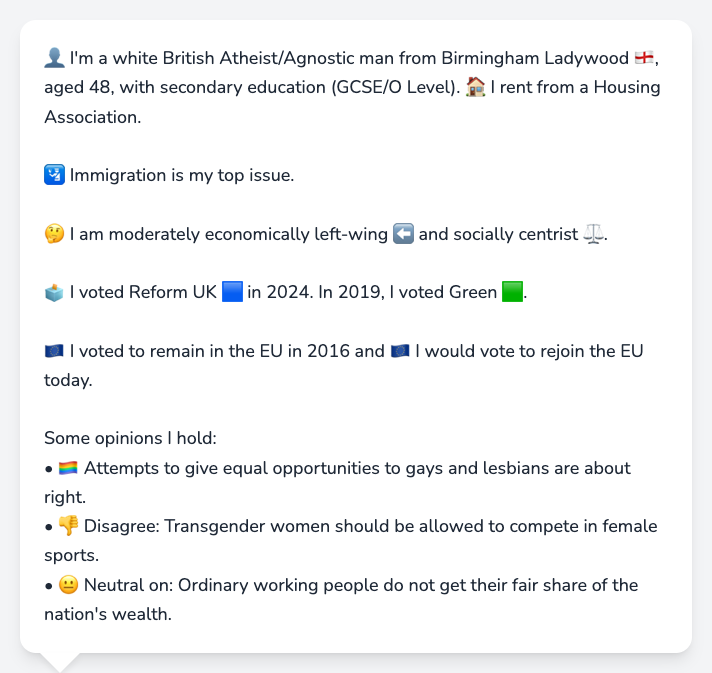 👤 I'm a white British Atheist/Agnostic man from Birmingham Ladywood 🏴󠁧󠁢󠁥󠁮󠁧󠁿,
aged 48, with secondary education (GCSE/O Level). 🏠 I rent from a Housing
Association.
🛂 Immigration is my top issue.
🤔 I am moderately economically left-wing ⬅️ and socially centrist ⚖️.
🗳️ I voted Reform UK 🟦 in 2024. In 2019, I voted Green 🟩.
🇪🇺 I voted to remain in the EU in 2016 and 🇪🇺 I would vote to rejoin the EU
today.
Some opinions I hold:
• 🏳️‍🌈 Attempts to give equal opportunities to gays and lesbians are about
right.
• 👎 Disagree: Transgender women should be allowed to compete in female
sports.
• 😐 Neutral on: Ordinary working people do not get their fair share of the
nation's wealth.